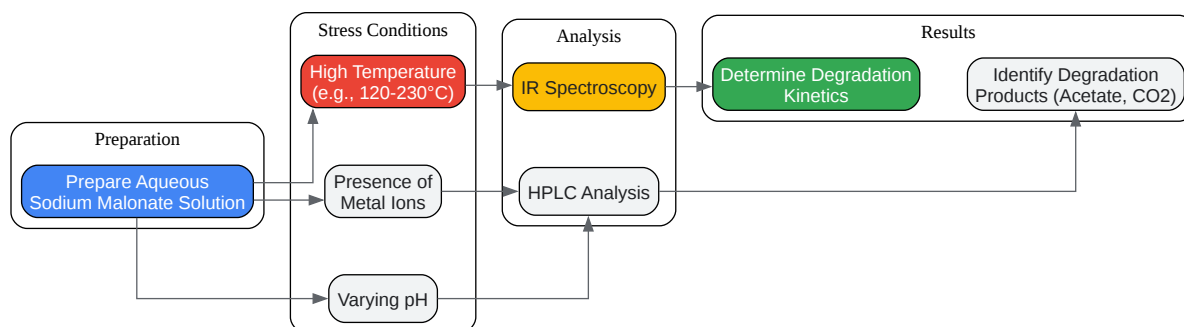 Preparation
Prepare Aqueous
Sodium Malonate Solution
Stress Conditions
High Temperature
(e.g., 120-230°C)
Presence of
Metal Ions
Varying pH
Analysis
IR Spectroscopy
HPLC Analysis
Results
Determine Degradation
Kinetics
Identify Degradation
Products (Acetate, CO2)